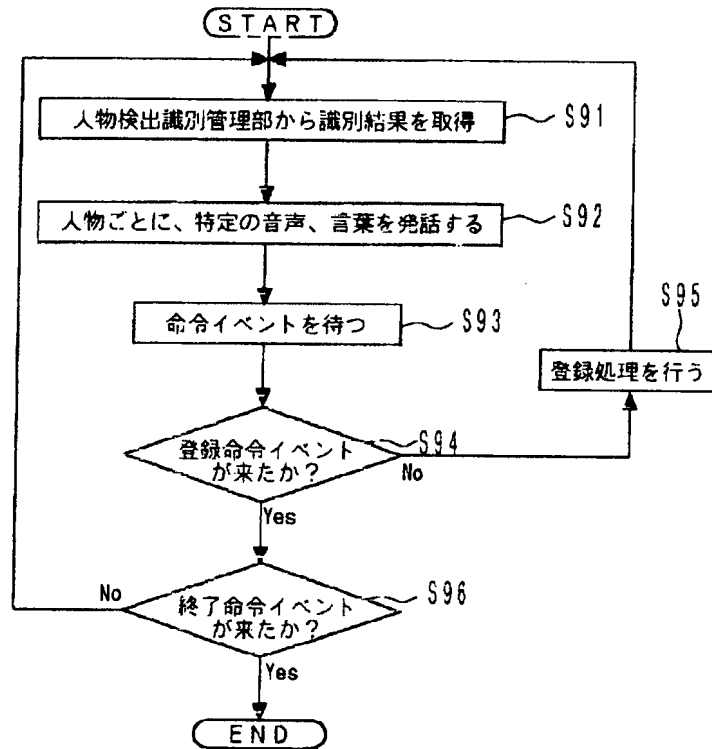 START
人物検出識別管理部から識別結果を取得
S91
人物ごとに、特定の音声、言葉を発話する
S92
命令イベントを待つ
S93
S95
登録処理を行う
登録命令イベント
が来たか?
S94
No
Yes
終了命令イベント
が来たか?
S96
No
Yes
END